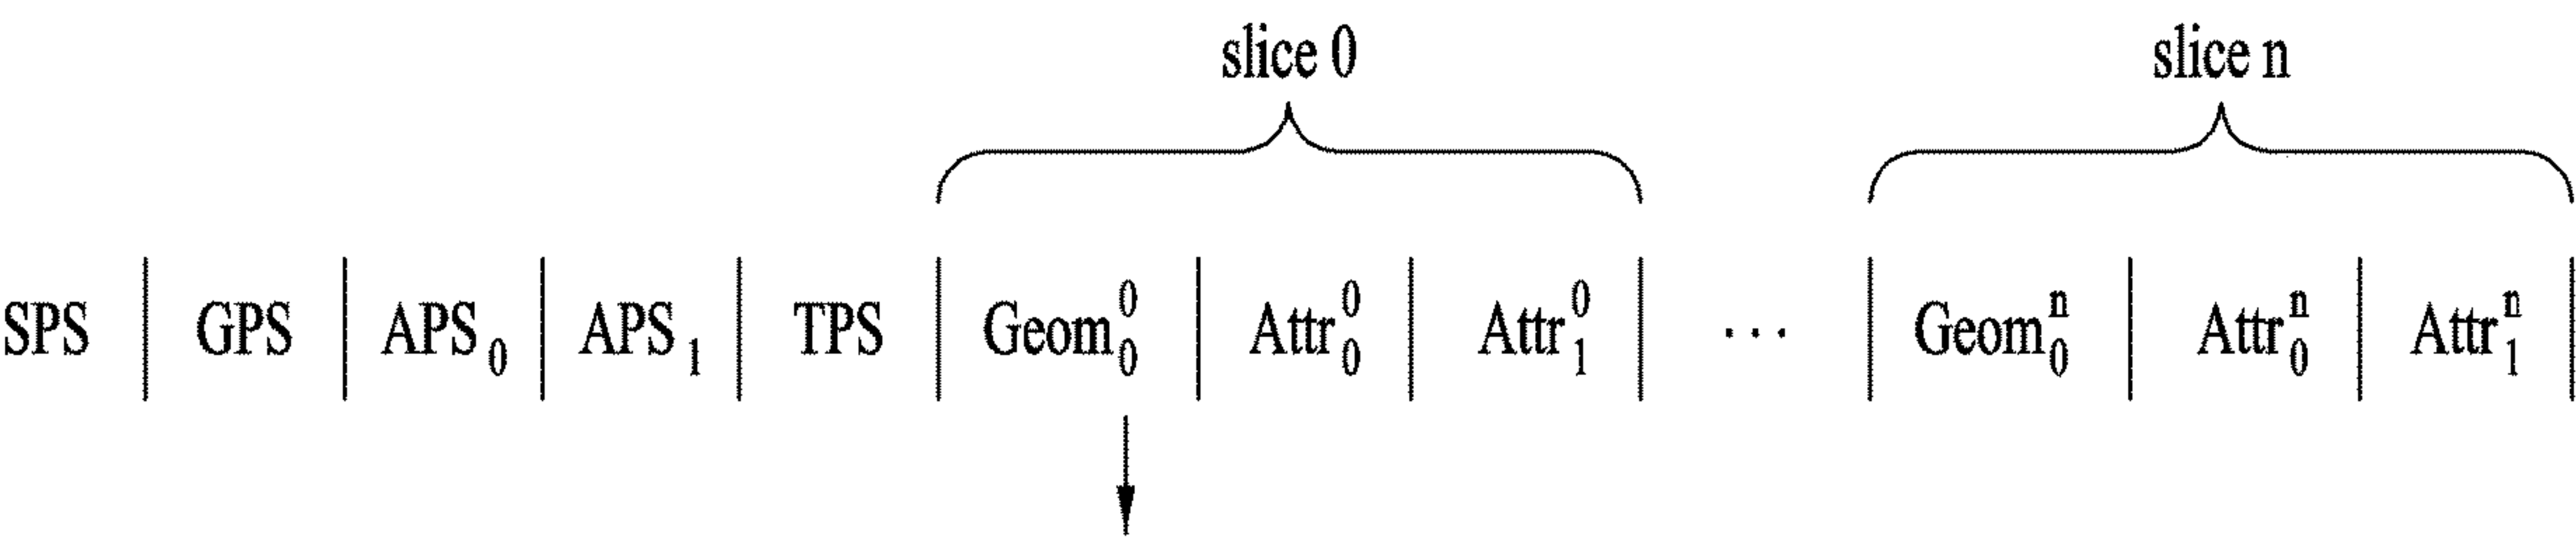 slice 0 slice n
SPS | GPS | APS₀ | APS₁ | TPS | Geom₀⁰ | Attr₀⁰ | Attr₁⁰ | ... | Geom₀ⁿ | Attr₀ⁿ | Attr₁ⁿ |